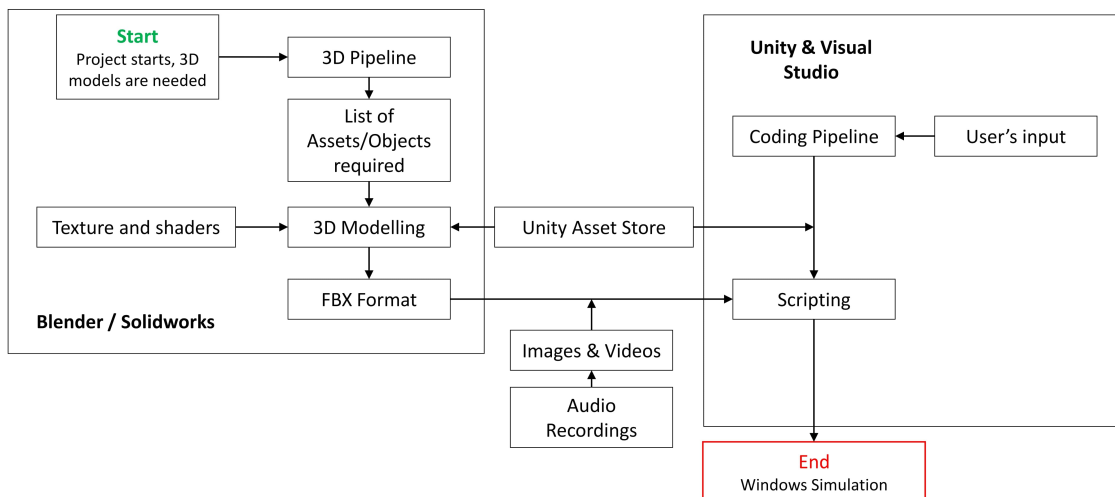 Start
Project starts, 3D
models are needed
3D Pipeline
List of
Assets/Objects
required
Texture and shaders
3D Modelling
FBX Format
Blender / Solidworks
Unity Asset Store
Images & Videos
Audio
Recordings
Unity & Visual
Studio
Coding Pipeline
User’s input
Scripting
End
Windows Simulation